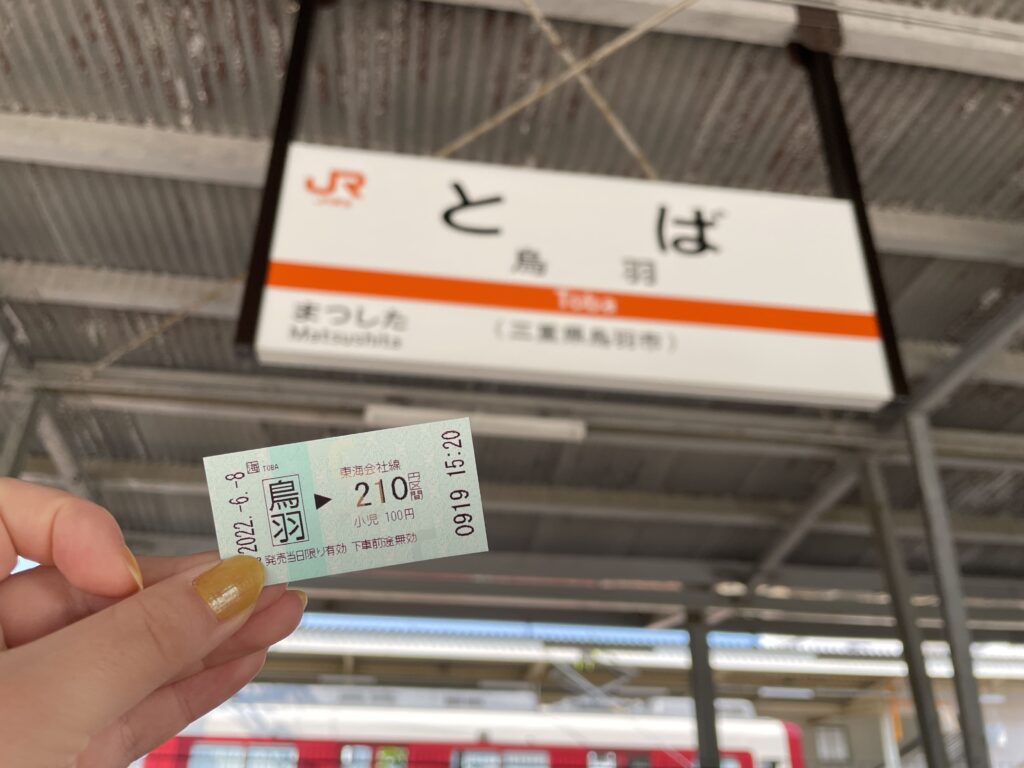 JR
と ば
鳥 羽
Toba
まつした
Matsushita
(三重県鳥羽市)
2022.-6.-8
TOBA
鳥羽
▶
東海会社線
210円区間
小児 100円
発売当日限り有効 下車前途無効
0919 15:20